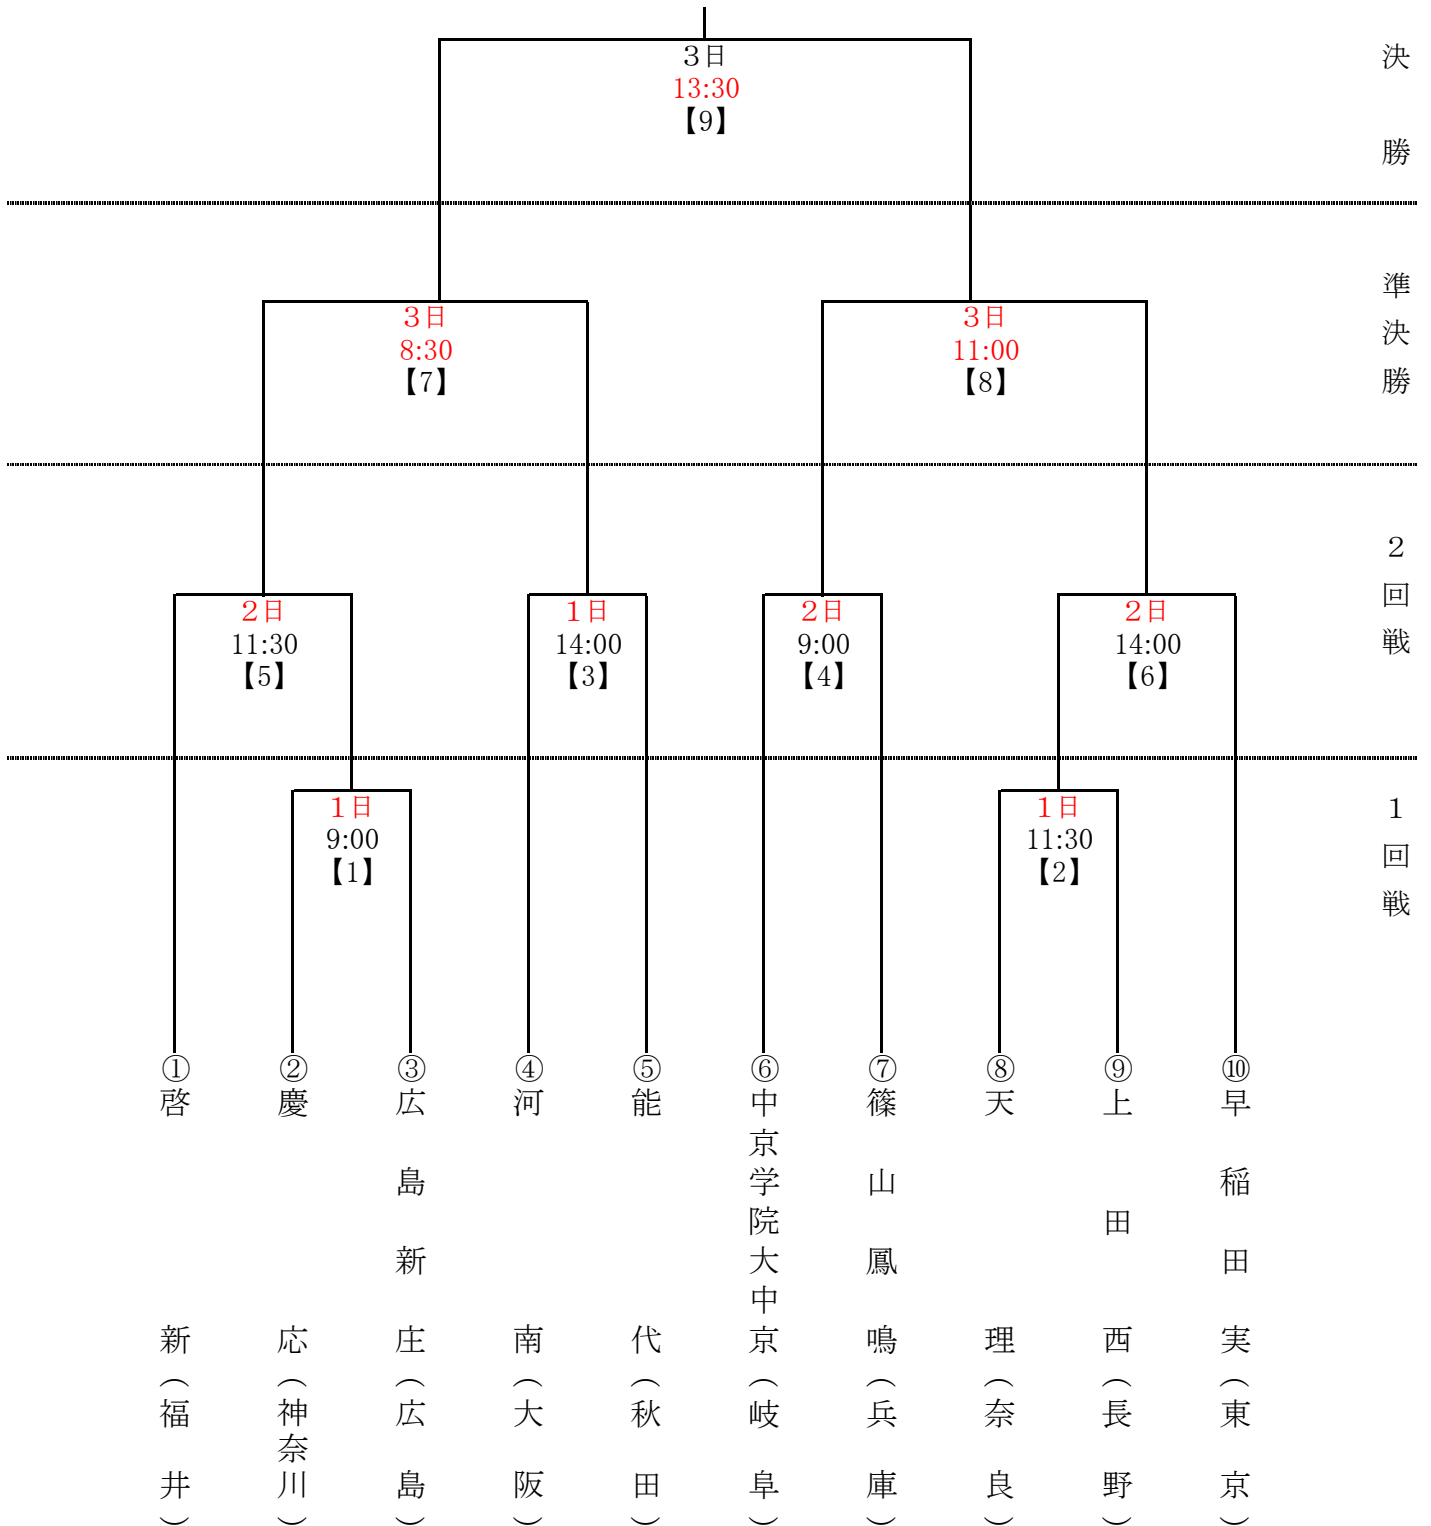 3日
13:30
【9】
決勝
3日
8:30
【7】
3日
11:00
【8】
準決勝
2日
11:30
【5】
1日
14:00
【3】
2日
9:00
【4】
2日
14:00
【6】
2回戦
1日
9:00
【1】
1日
11:30
【2】
1回戦
①啓新(福井)
②慶応(神奈川)
③広島新庄(広島)
④河南(大阪)
⑤能代(秋田)
⑥中京学院大中京(岐阜)
⑦篠山鳳鳴(兵庫)
⑧天理(奈良)
⑨上田西(長野)
⑩早稲田実(東京)